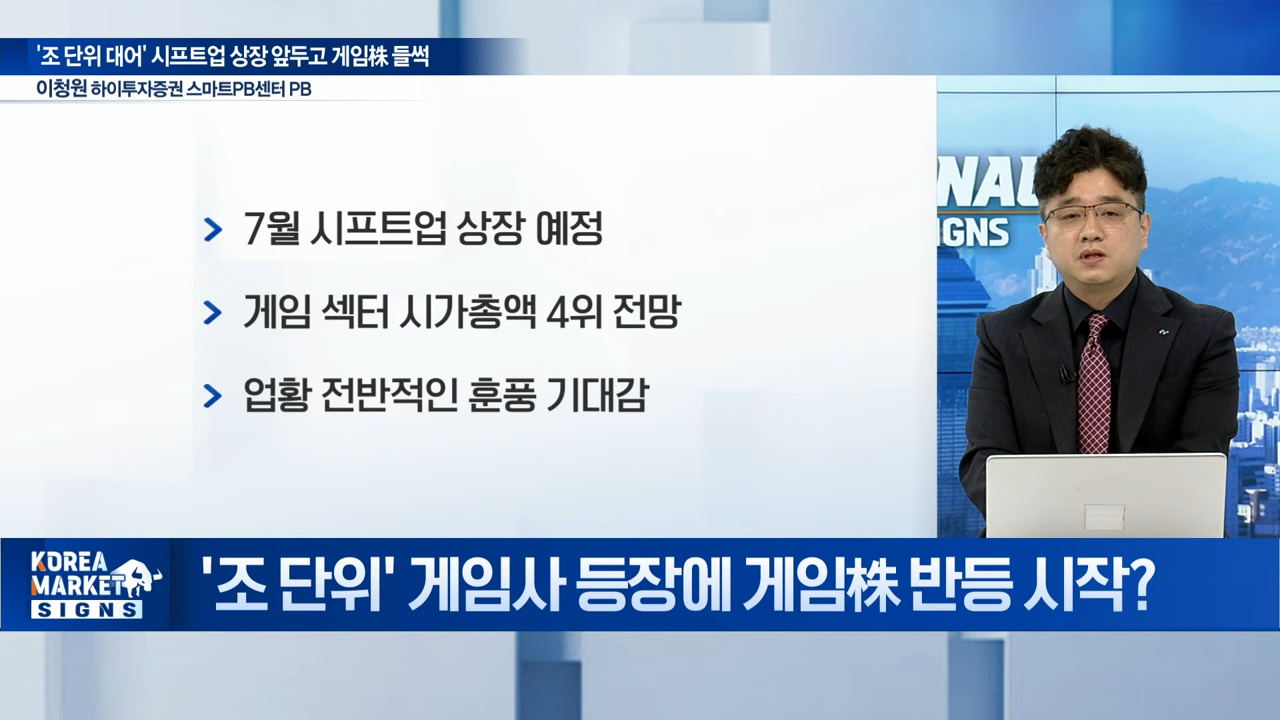 '조 단위 대어' 시프트업 상장 앞두고 게임株 들썩
이청원 하이투자증권 스마트PB센터 PB
7월 시프트업 상장 예정
게임 섹터 시가총액 4위 전망
업황 전반적인 훈풍 기대감
NAL
IGNS
KOREA
MARKET
SIGNS
'조 단위' 게임사 등장에 게임株 반등 시작?